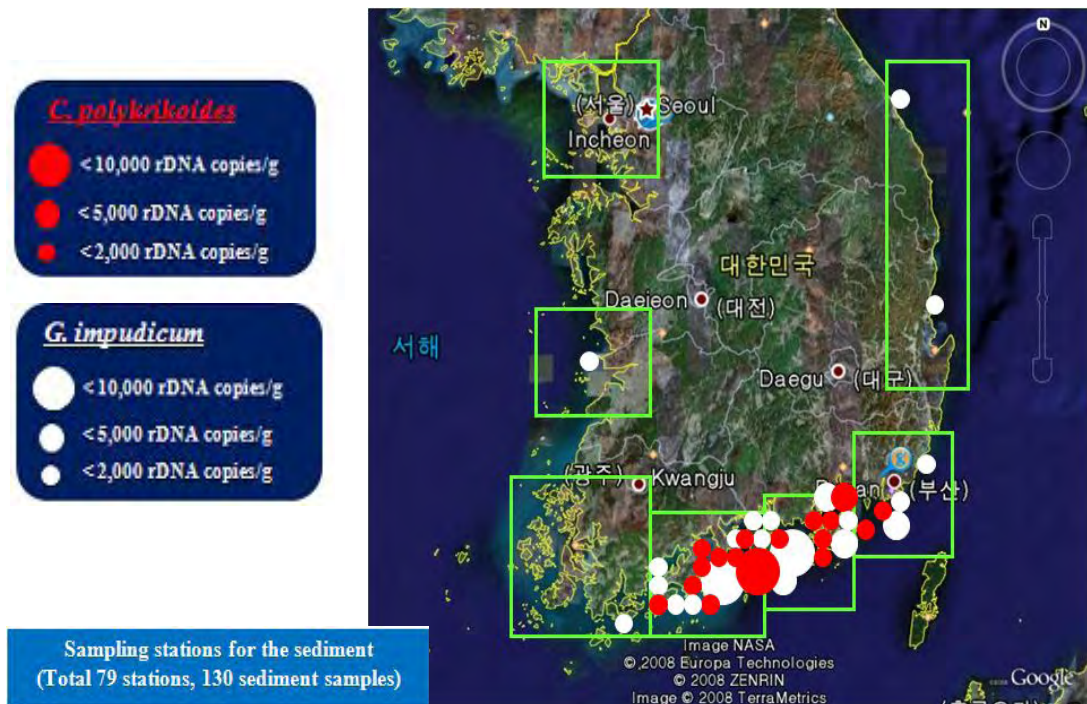 C. polykrikoides
< 10,000 rDNA copies/g
< 5,000 rDNA copies/g
< 2,000 rDNA copies/g
G. impudicum
< 10,000 rDNA copies/g
< 5,000 rDNA copies/g
< 2,000 rDNA copies/g
Sampling stations for the sediment
(Total 79 stations, 130 sediment samples)
N
(서울) Seoul
Incheon
대한민국
Daejeon (대전)
서해
Daegu (대구)
(광주) Kwangju
(부산)
Image NASA
© 2008 Europa Technologies
© 2008 ZENRIN
Image © 2008 TerraMetrics
Google